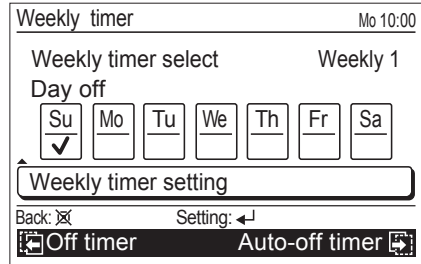 Weekly timer Mo 10:00
Weekly timer select Weekly 1
Day off
Su Mo Tu We Th Fr Sa
Weekly timer setting
Back: Setting:
Off timer Auto-off timer